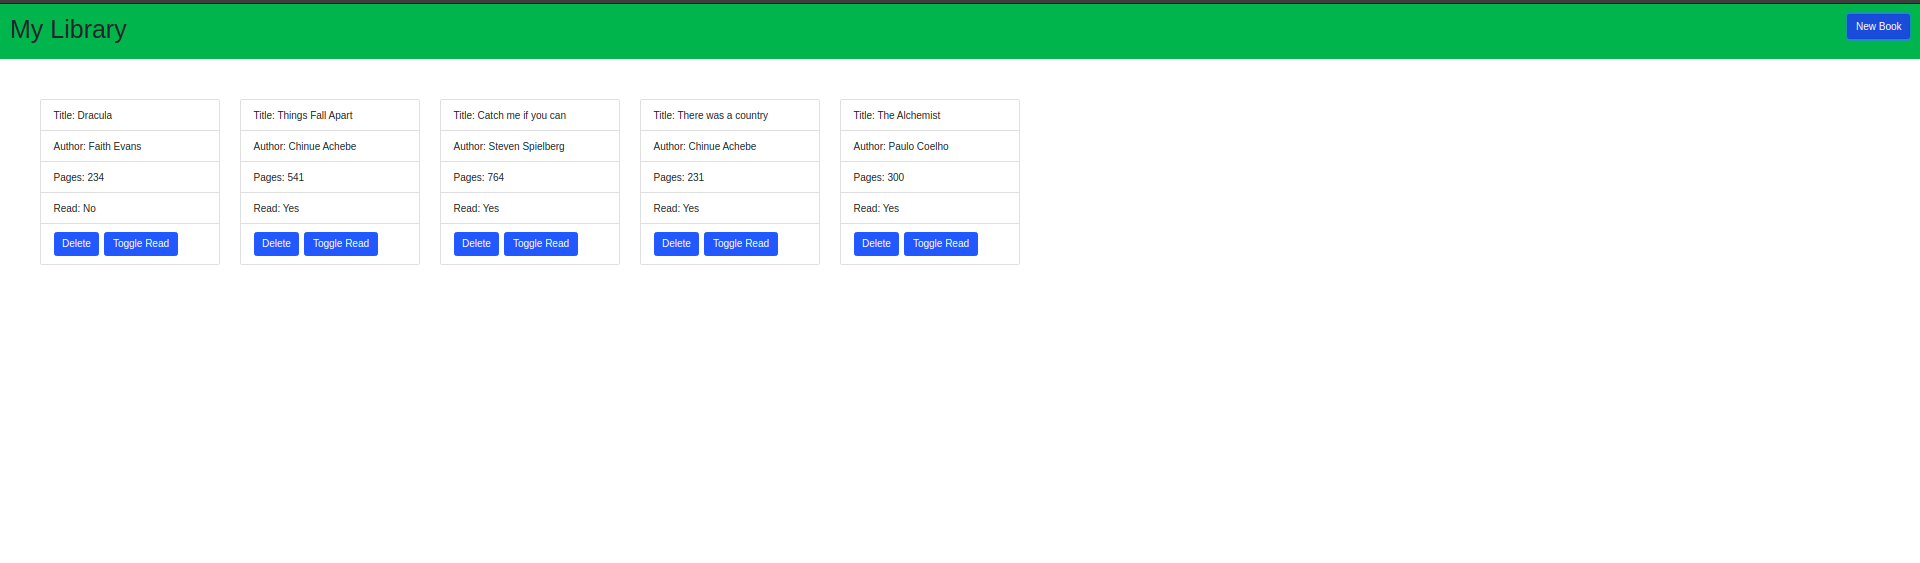 My Library
New Book
Title: Dracula
Author: Faith Evans
Pages: 234
Read: No
Delete Toggle Read
Title: Things Fall Apart
Author: Chinue Achebe
Pages: 541
Read: Yes
Delete Toggle Read
Title: Catch me if you can
Author: Steven Spielberg
Pages: 764
Read: Yes
Delete Toggle Read
Title: There was a country
Author: Chinue Achebe
Pages: 231
Read: Yes
Delete Toggle Read
Title: The Alchemist
Author: Paulo Coelho
Pages: 300
Read: Yes
Delete Toggle Read